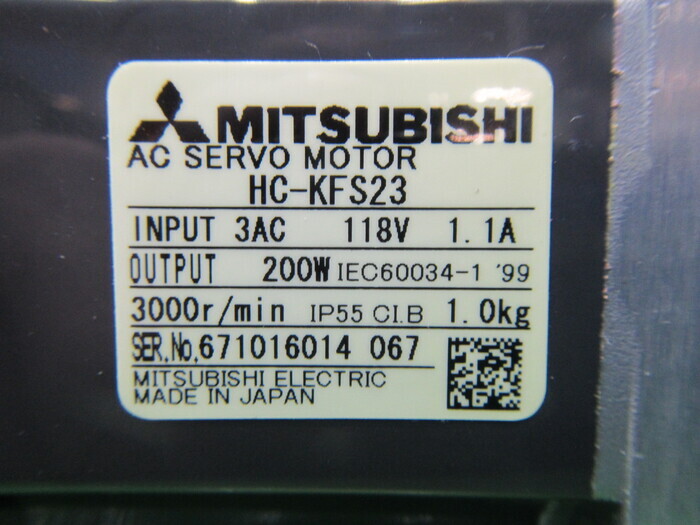 MITSUBISHI
AC SERVO MOTOR
HC-KFS23
INPUT 3AC 118V 1.1A
OUTPUT 200W IEC60034-1 '99
3000r/min IP55 CI.B 1.0kg
SER.No.671016014 067
MITSUBISHI ELECTRIC
MADE IN JAPAN